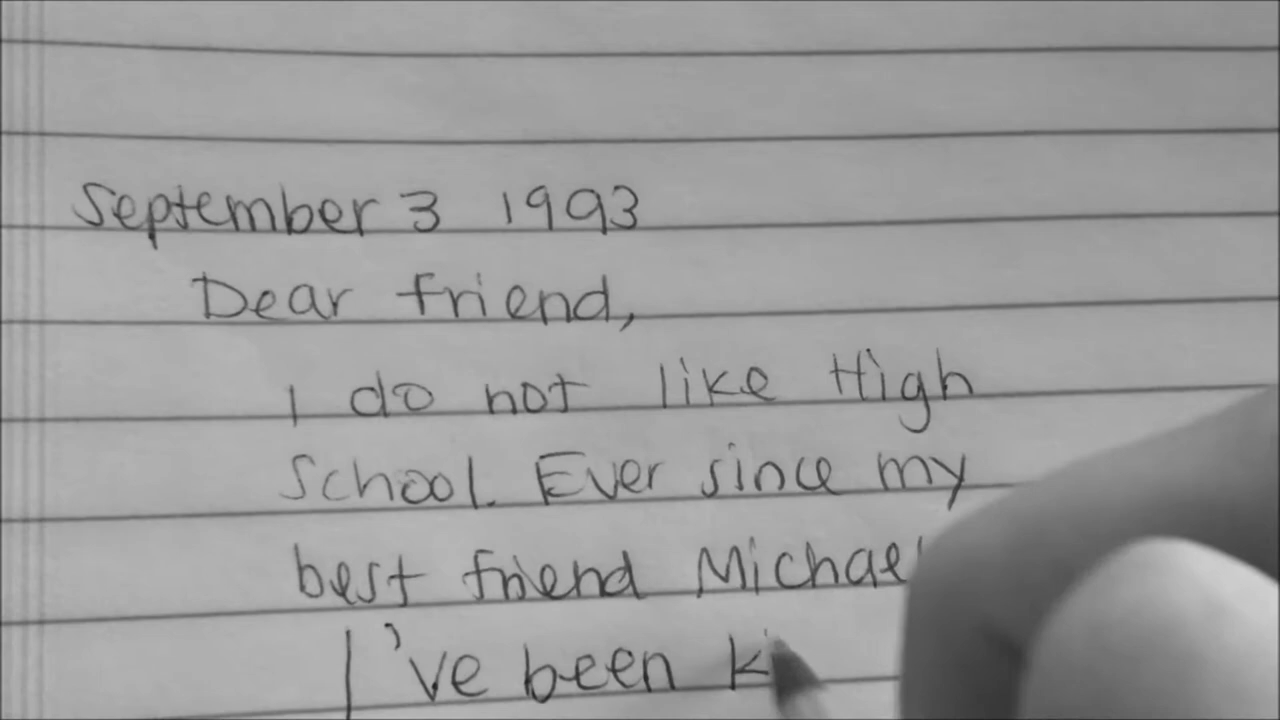 September 3 1993
Dear friend,
I do not like High
School. Ever since my
best friend Michael
I've been